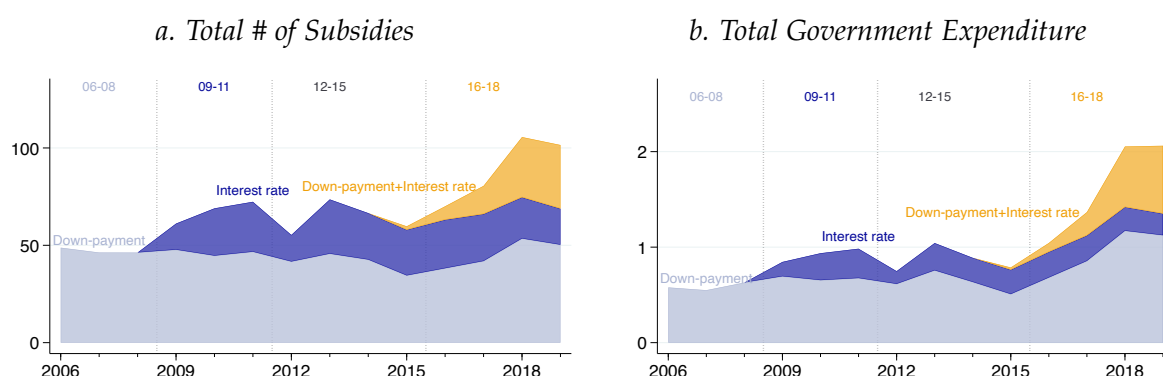 a. Total # of Subsidies
06-08 09-11 12-15 16-18
100
Interest rate Down-payment+Interest rate
50 Down-payment
0
2006 2009 2012 2015 2018
b. Total Government Expenditure
06-08 09-11 12-15 16-18
2
Down-payment+Interest rate
Interest rate
1
Down-payment
0
2006 2009 2012 2015 2018